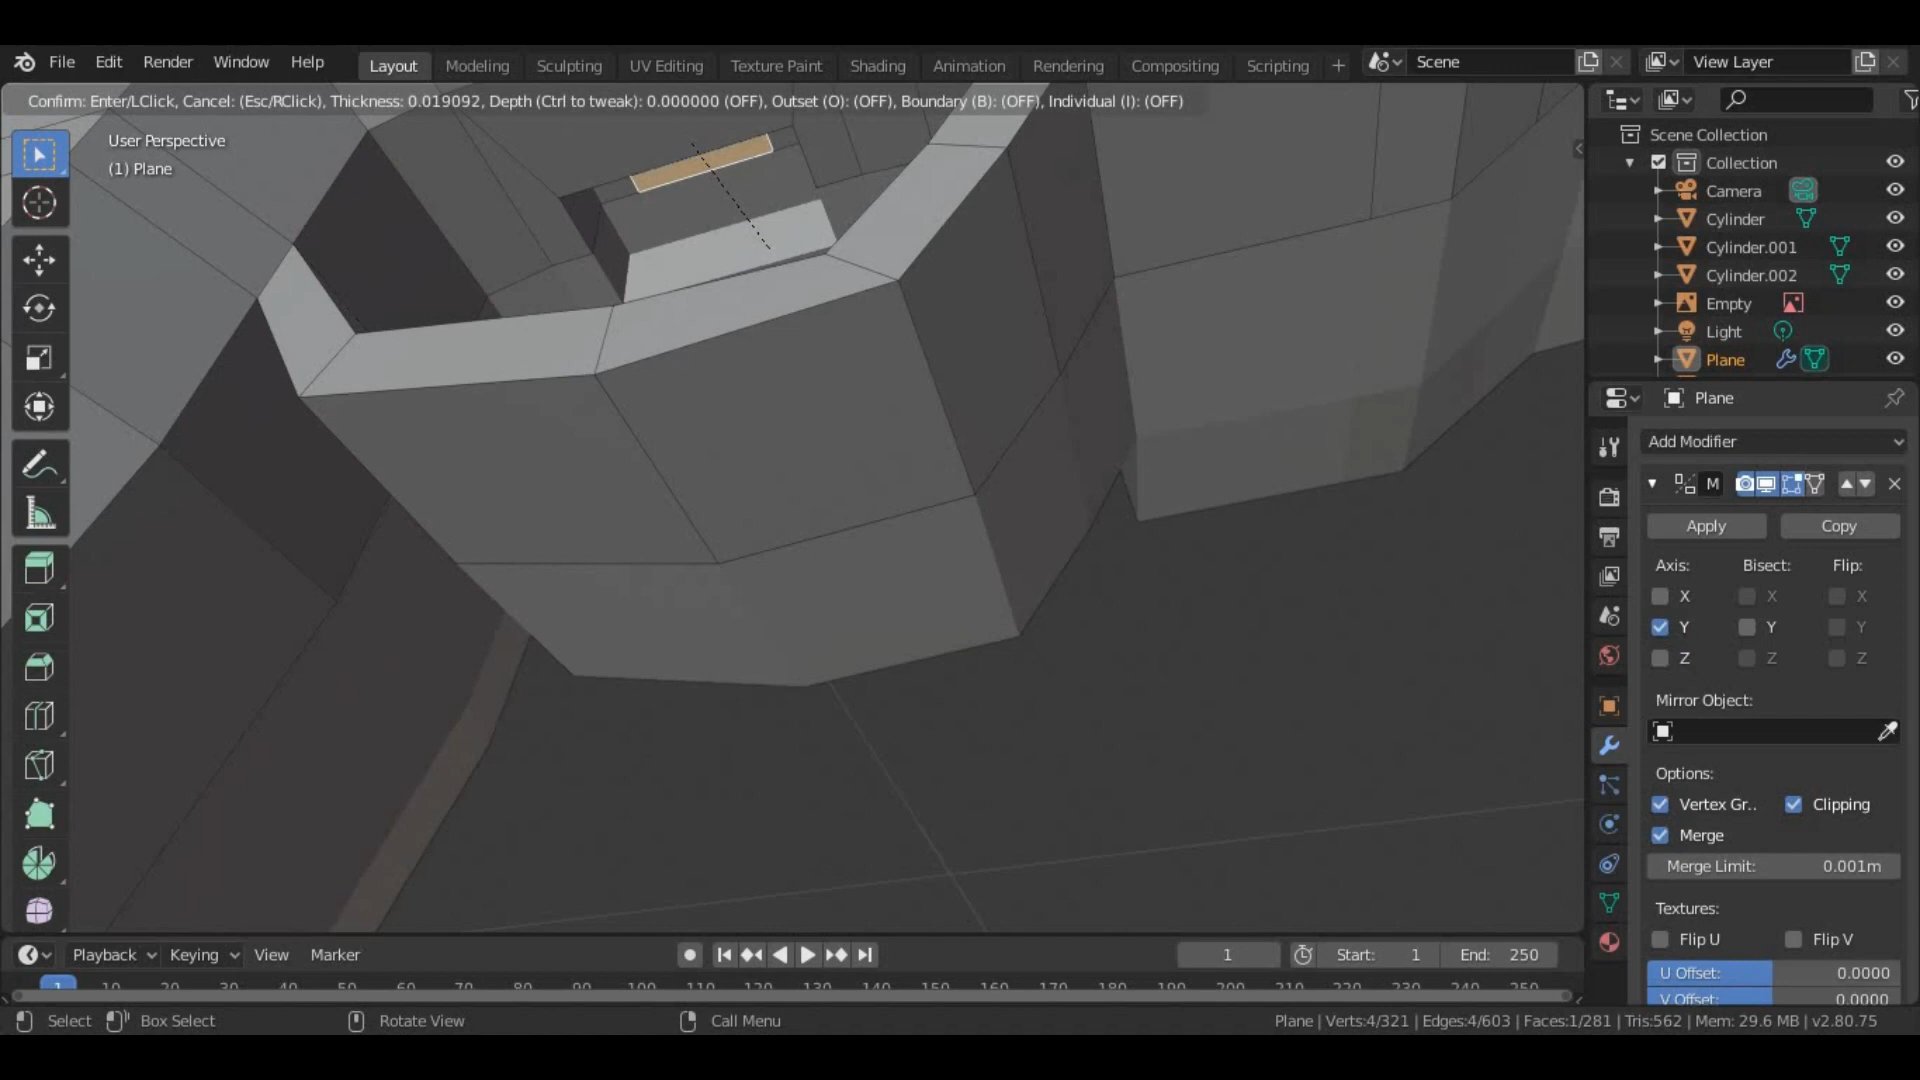 File Edit Render Window Help Layout Modeling Sculpting UV Editing Texture Paint Shading Animation Rendering Compositing Scripting + Scene View Layer
Confirm: Enter/LClick, Cancel: (Esc/RClick), Thickness: 0.019092, Depth (Ctrl to tweak): 0.000000 (OFF), Outset (O): (OFF), Boundary (B): (OFF), Individual (I): (OFF)
User Perspective
(1) Plane
Scene Collection
Collection
Camera
Cylinder
Cylinder.001
Cylinder.002
Empty
Light
Plane
Plane
Add Modifier
M
Apply Copy
Axis: Bisect: Flip:
X X X
Y Y Y
Z Z Z
Mirror Object:
Options:
Vertex Gr.. Clipping
Merge
Merge Limit: 0.001m
Textures:
Flip U Flip V
U Offset: 0.0000
V Offset: 0.0000
Playback Keying View Marker 1 Start: 1 End: 250
1 10 20 30 40 50 60 70 80 90 100 110 120 130 140 150 160 170 180 190 200 210 220 230 240 250
Select Box Select Rotate View Call Menu Plane | Verts:4/321 | Edges:4/603 | Faces:1/281 | Tris:562 | Mem: 29.6 MB | v2.80.75